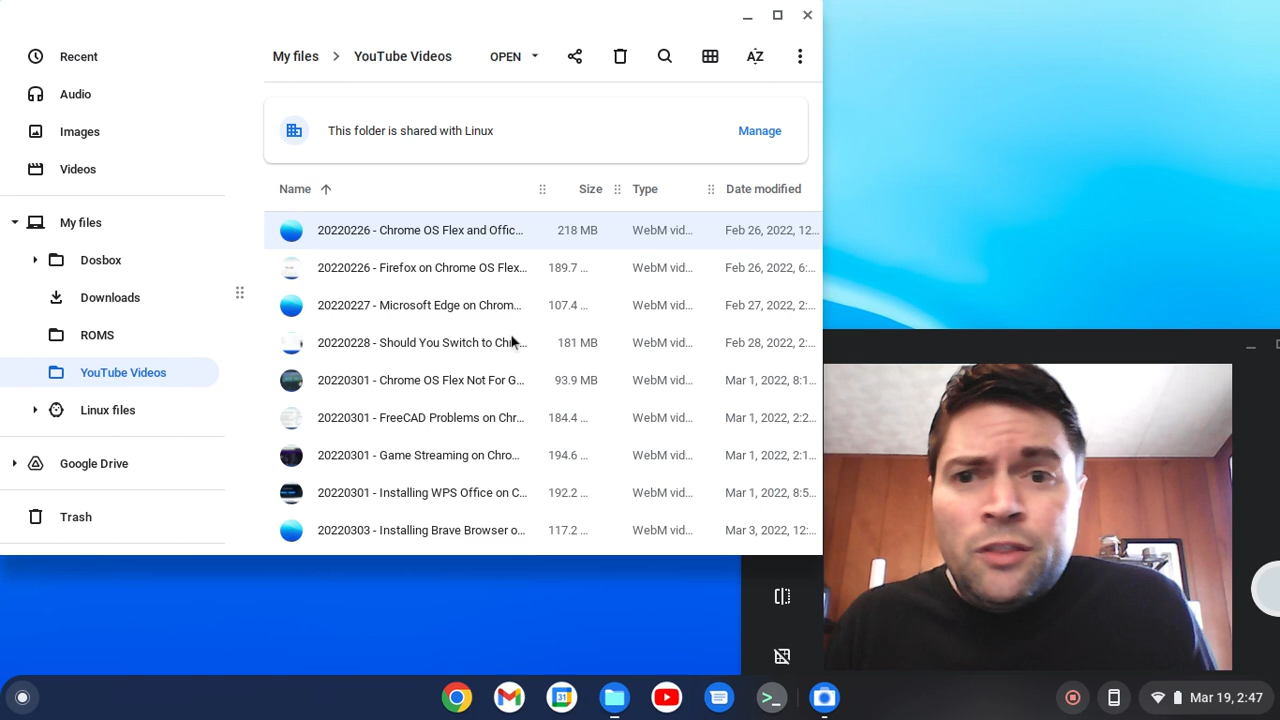 Recent
Audio
Images
Videos
My files
Dosbox
Downloads
ROMS
YouTube Videos
Linux files
Google Drive
Trash
My files > YouTube Videos
OPEN
AZ
This folder is shared with Linux
Manage
Name Size Type Date modified
20220226 - Chrome OS Flex and Offic... 218 MB WebM vid... Feb 26, 2022, 12...
20220226 - Firefox on Chrome OS Flex... 189.7 ... WebM vid... Feb 26, 2022, 6:...
20220227 - Microsoft Edge on Chrom... 107.4 ... WebM vid... Feb 27, 2022, 2:...
20220228 - Should You Switch to Ch... 181 MB WebM vid... Feb 28, 2022, 2:...
20220301 - Chrome OS Flex Not For G... 93.9 MB WebM vid... Mar 1, 2022, 8:1...
20220301 - FreeCAD Problems on Chr... 184.4 ... WebM vid... Mar 1, 2022, 2:2...
20220301 - Game Streaming on Chro... 194.6 ... WebM vid... Mar 1, 2022, 2:1...
20220301 - Installing WPS Office on C... 192.2 ... WebM vid... Mar 1, 2022, 8:5...
20220303 - Installing Brave Browser o... 117.2 ... WebM vid... Mar 3, 2022, 12:...
31
Mar 19, 2:47